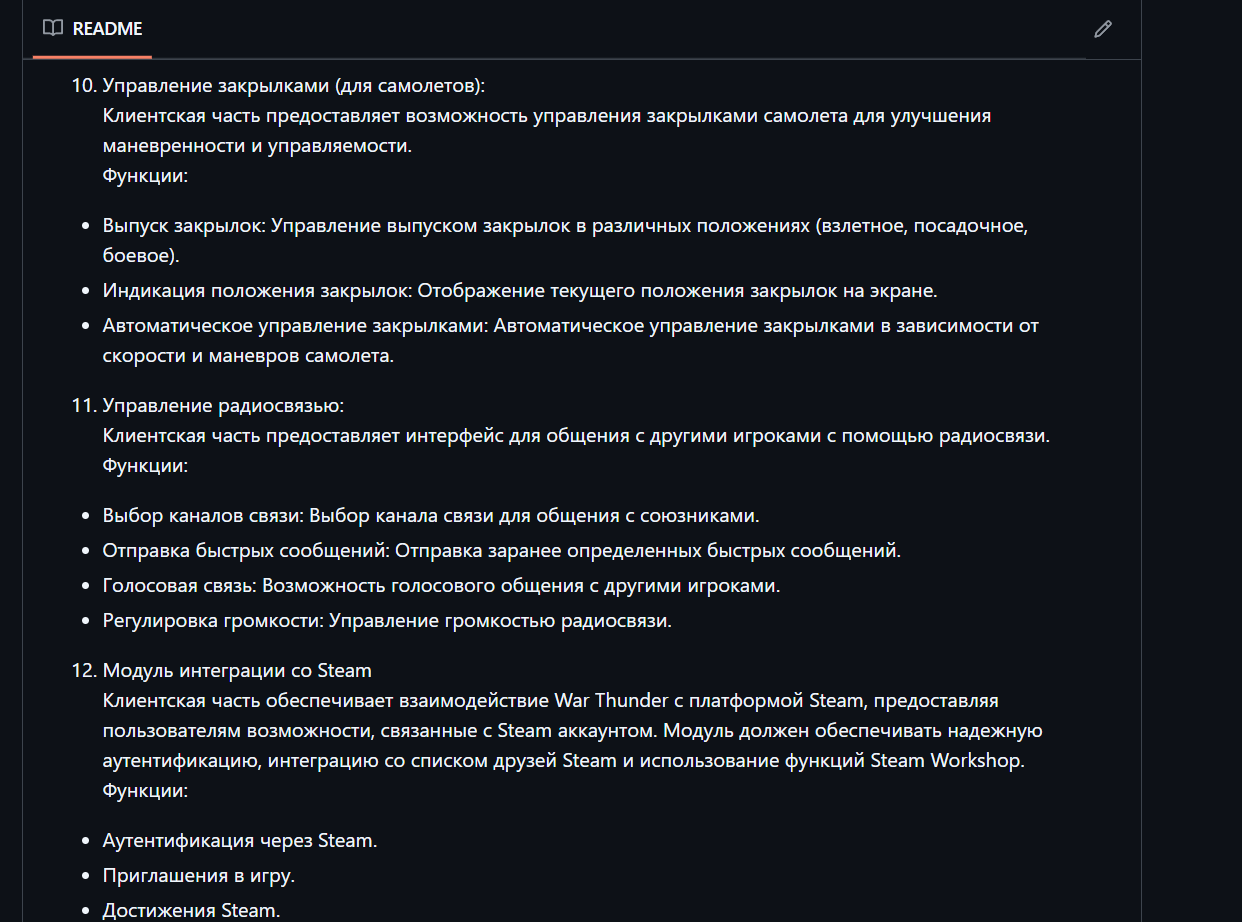 README
10. Управление закрылками (для самолетов):
Клиентская часть предоставляет возможность управления закрылками самолета для улучшения
маневренности и управляемости.
Функции:
• Выпуск закрылок: Управление выпуском закрылок в различных положениях (взлетное, посадочное,
боевое).
• Индикация положения закрылок: Отображение текущего положения закрылок на экране.
• Автоматическое управление закрылками: Автоматическое управление закрылками в зависимости от
скорости и маневров самолета.
11. Управление радиосвязью:
Клиентская часть предоставляет интерфейс для общения с другими игроками с помощью радиосвязи.
Функции:
• Выбор каналов связи: Выбор канала связи для общения с союзниками.
• Отправка быстрых сообщений: Отправка заранее определенных быстрых сообщений.
• Голосовая связь: Возможность голосового общения с другими игроками.
• Регулировка громкости: Управление громкостью радиосвязи.
12. Модуль интеграции со Steam
Клиентская часть обеспечивает взаимодействие War Thunder с платформой Steam, предоставляя
пользователям возможности, связанные с Steam аккаунтом. Модуль должен обеспечивать надежную
аутентификацию, интеграцию со списком друзей Steam и использование функций Steam Workshop.
Функции:
• Аутентификация через Steam.
• Приглашения в игру.
• Достижения Steam.